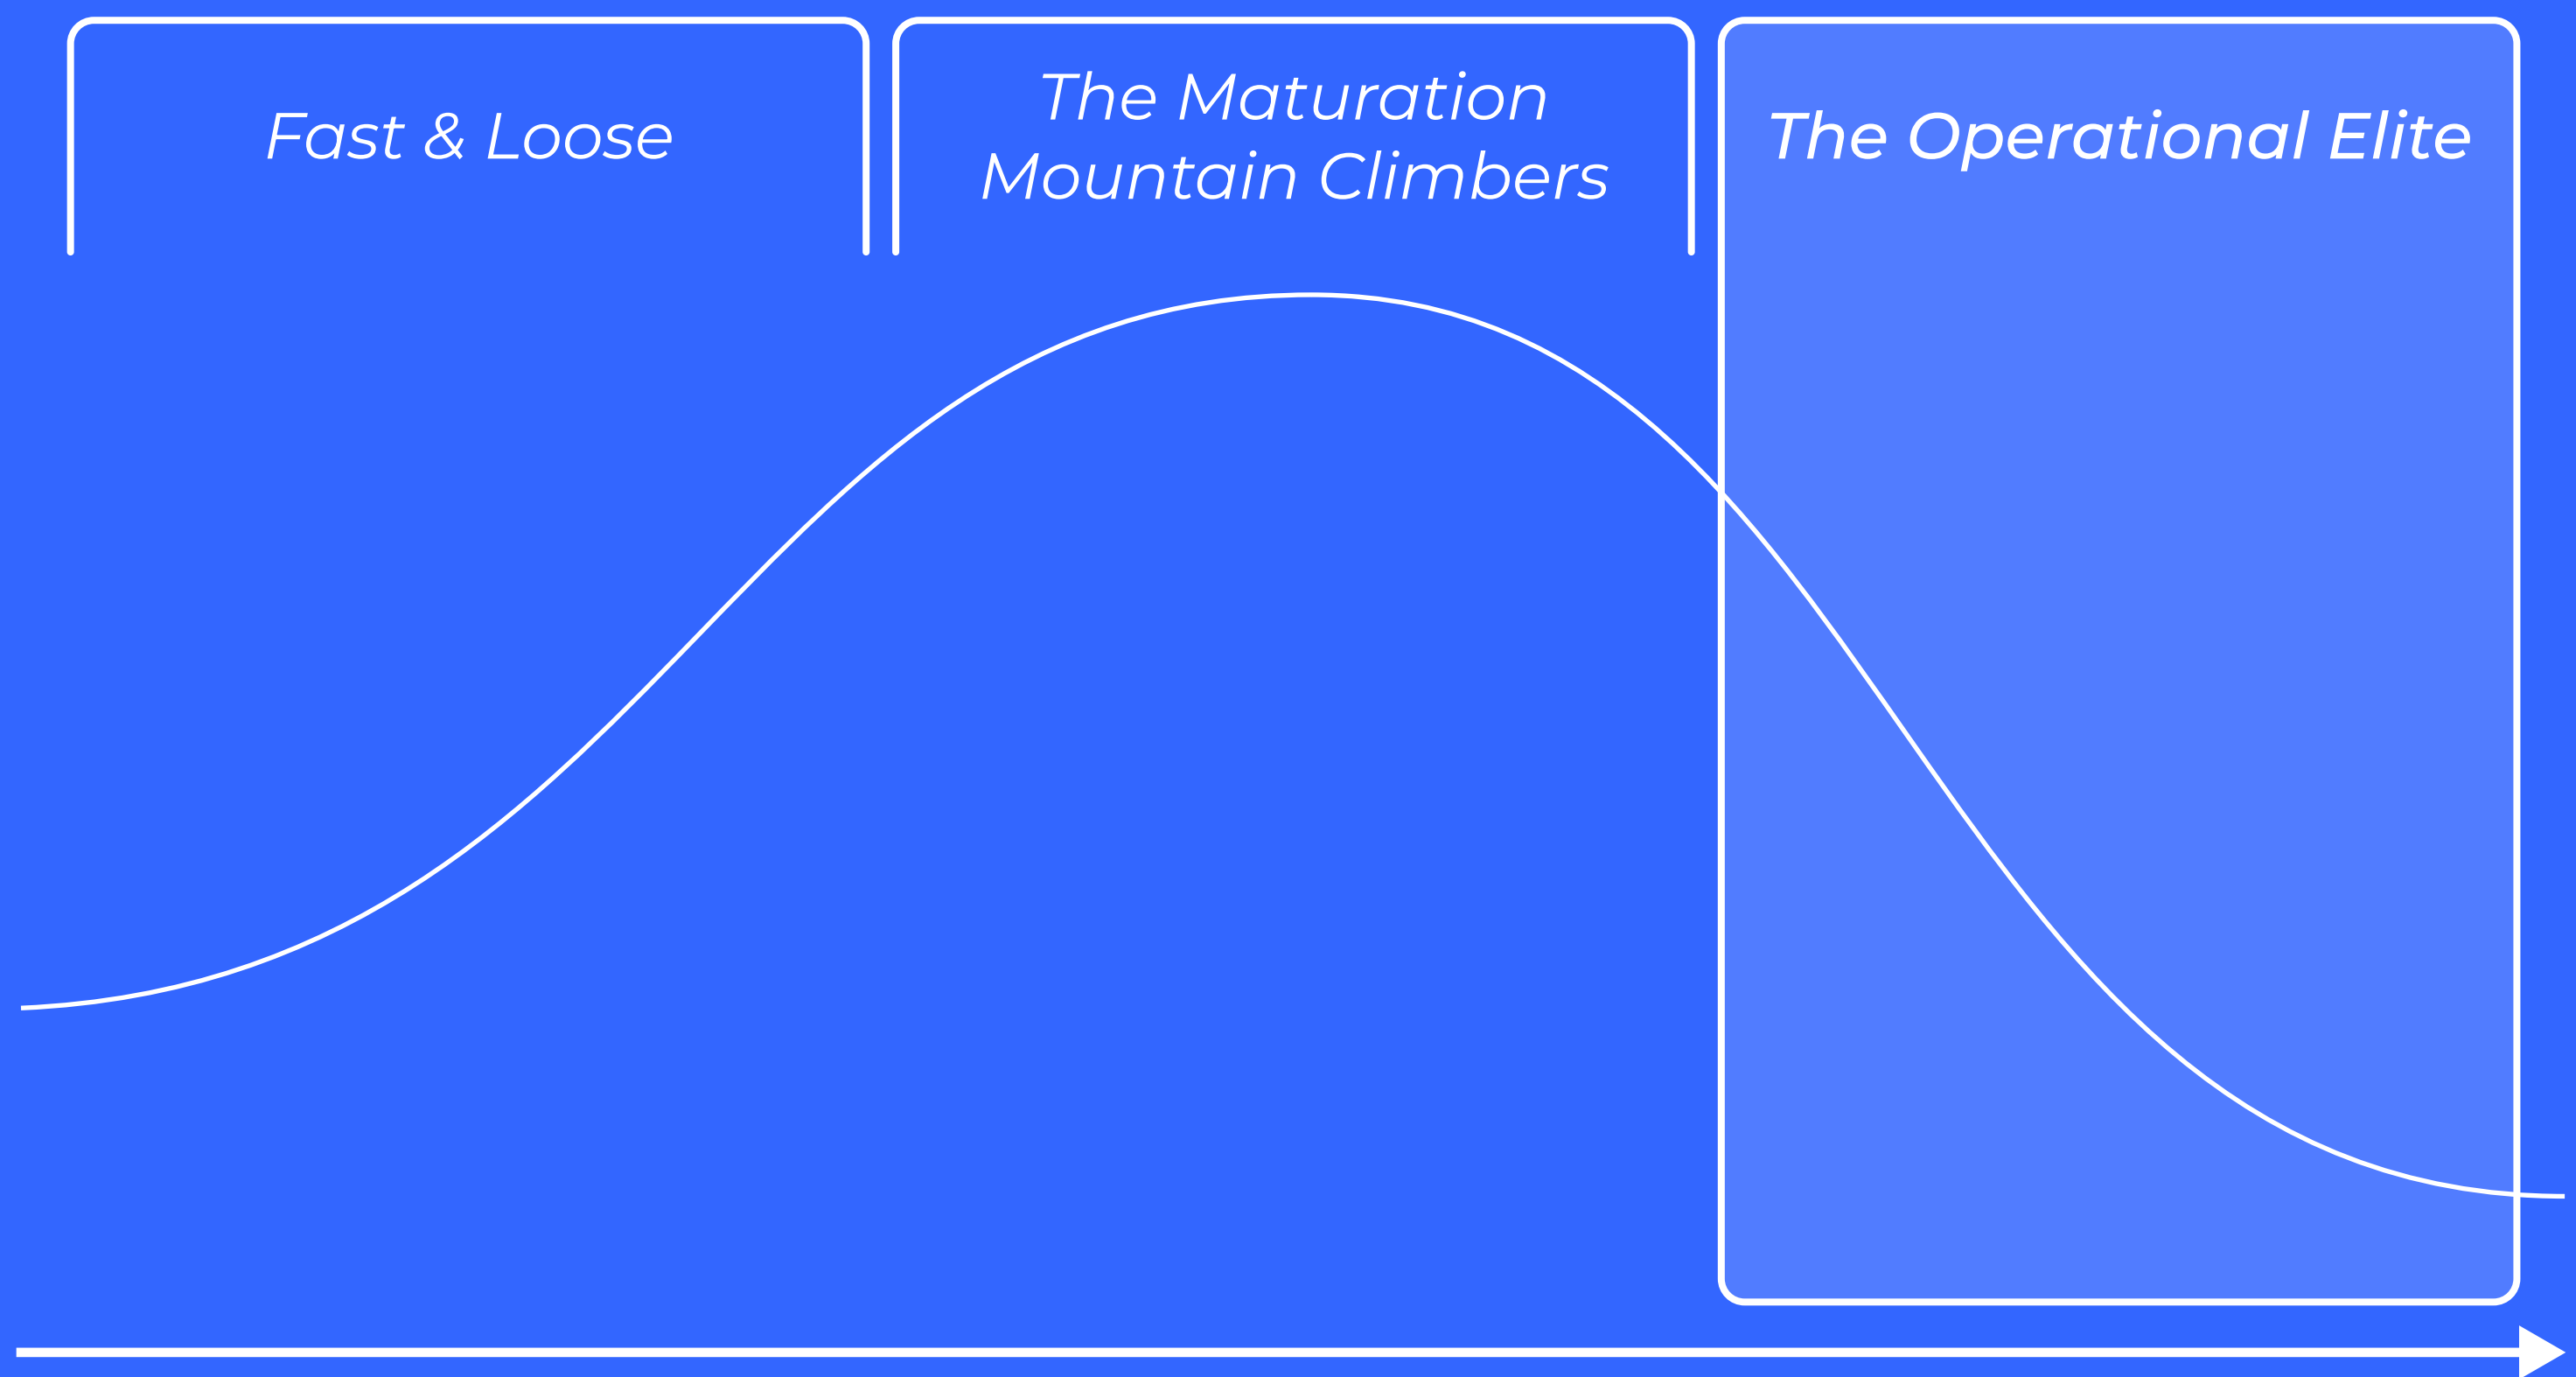 Fast & Loose
The Maturation
Mountain Climbers
The Operational Elite